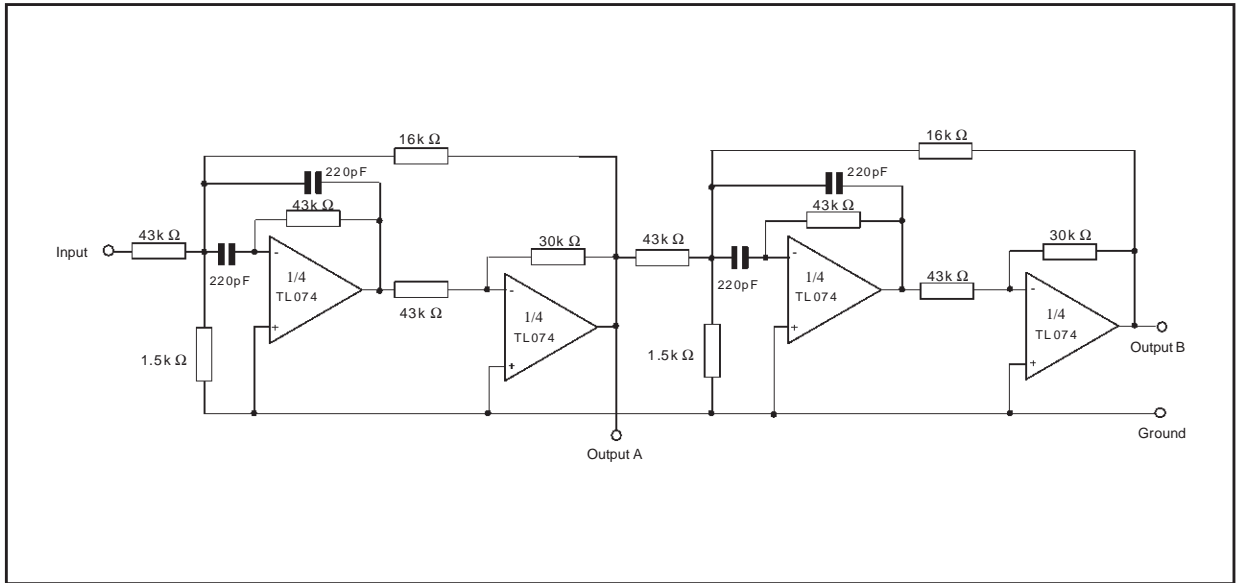 16k Ω
16k Ω
220pF
220pF
43k Ω
43k Ω
Input
43k Ω
30k Ω
43k Ω
30k Ω
-
-
220pF
1/4
TL074
43k Ω
-
220pF
1/4
TL074
43k Ω
-
1/4
TL074
1/4
TL074
+
+
1.5k Ω
1.5k Ω
+
+
Output B
Ground
Output A